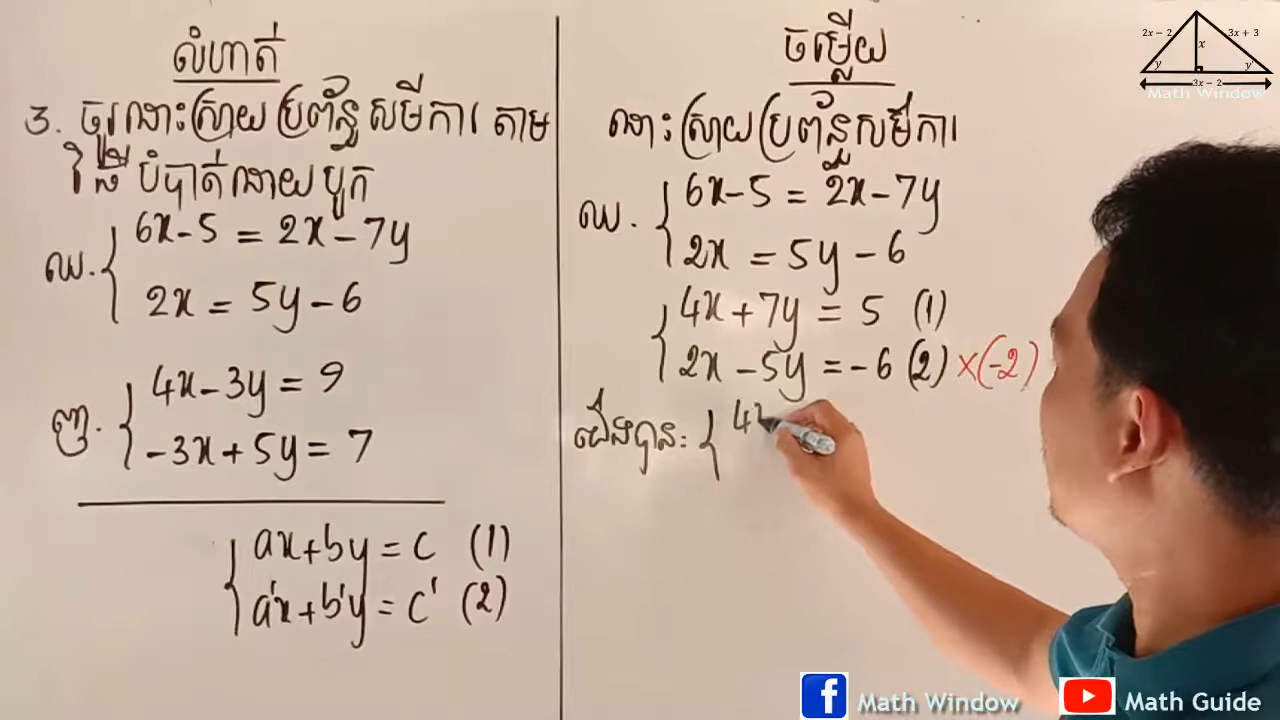 លំហាត់
3. ចូរដោះស្រាយប្រព័ន្ធសមីការ តាម
វិធីបំបាត់ដោយបូក
ឈ. 6x-5 = 2x-7y
2x = 5y-6
ញ. 4x-3y = 9
-3x+5y = 7
ax+by = c (1)
a'x+b'y = c' (2)
ចម្លើយ
ដោះស្រាយប្រព័ន្ធសមីការ
ឈ. 6x-5 = 2x-7y
2x = 5y-6
4x+7y = 5 (1)
2x-5y = -6 (2) ×(-2)
យើងបាន: 4x
2x - 2
3x + 3
x
y
y'
3x - 2
Math Window
Math Window
Math Guide